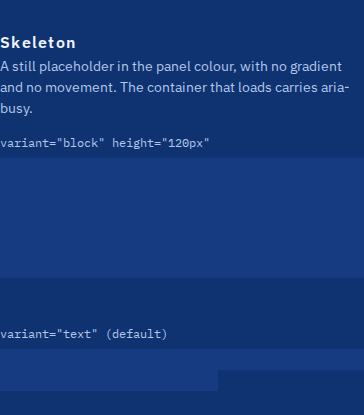 Skeleton
A still placeholder in the panel colour, with no gradient
and no movement. The container that loads carries aria-
busy.
variant="block" height="120px"
variant="text" (default)